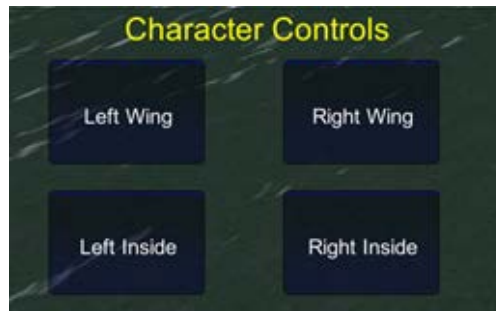 Character Controls
Left Wing
Right Wing
Left Inside
Right Inside